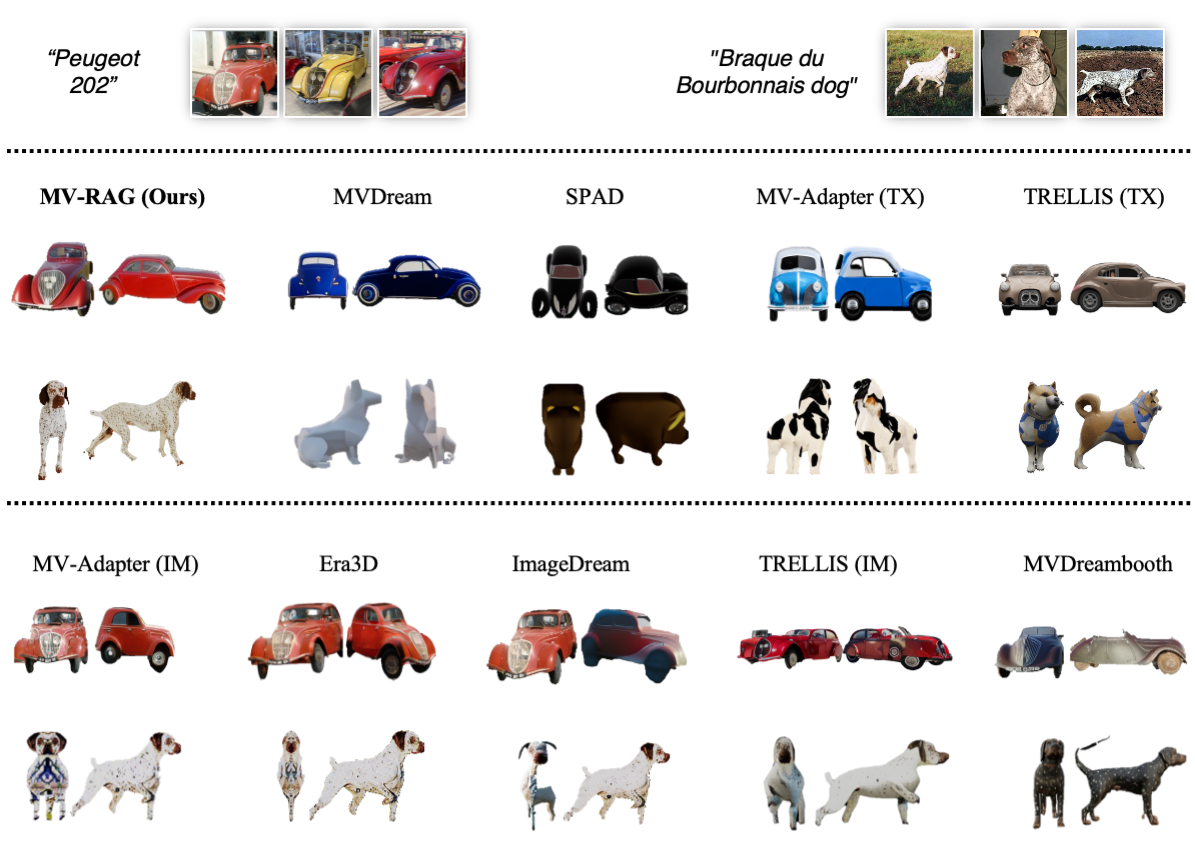 “Peugeot
202”
"Braque du
Bourbonnais dog"
MV-RAG (Ours)
MVDream
SPAD
MV-Adapter (TX)
TRELLIS (TX)
MV-Adapter (IM)
Era3D
ImageDream
TRELLIS (IM)
MVDreambooth